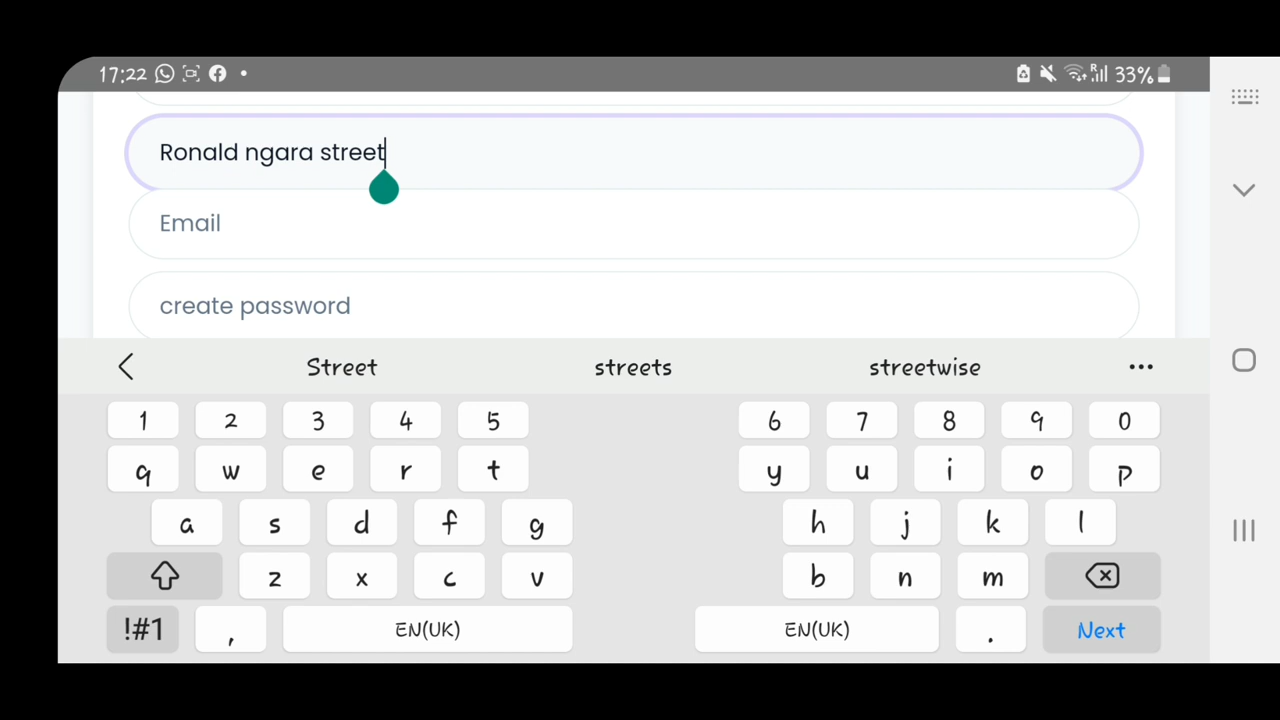 17:22 33%
Ronald ngara street
Email
create password
Street streets streetwise
1 2 3 4 5 6 7 8 9 0
q w e r t y u i o p
a s d f g h j k l
z x c v b n m
!#1 , EN(UK) EN(UK) . Next